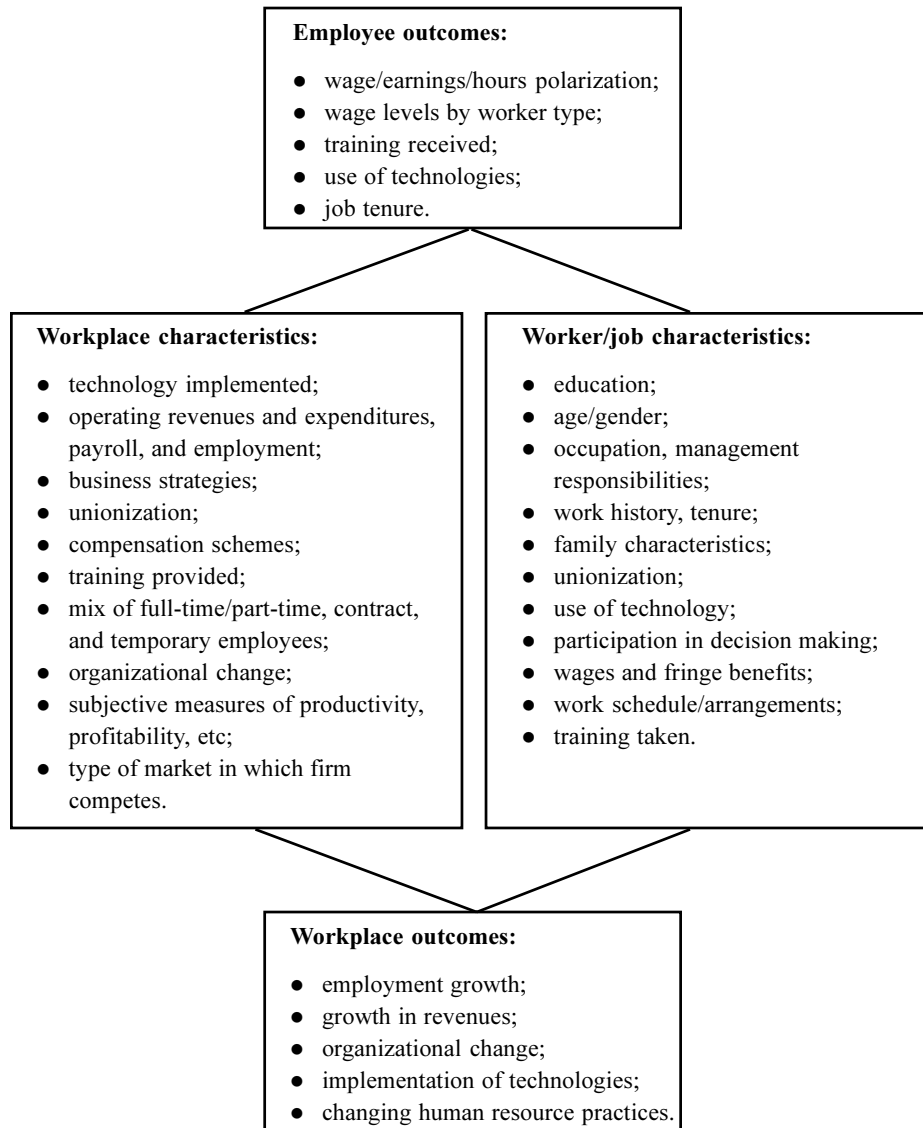 Employee outcomes:
● wage/earnings/hours polarization;
● wage levels by worker type;
● training received;
● use of technologies;
● job tenure.
Workplace characteristics:
● technology implemented;
● operating revenues and expenditures,
payroll, and employment;
● business strategies;
● unionization;
● compensation schemes;
● training provided;
● mix of full-time/part-time, contract,
and temporary employees;
● organizational change;
● subjective measures of productivity,
profitability, etc;
● type of market in which firm
competes.
Worker/job characteristics:
● education;
● age/gender;
● occupation, management
responsibilities;
● work history, tenure;
● family characteristics;
● unionization;
● use of technology;
● participation in decision making;
● wages and fringe benefits;
● work schedule/arrangements;
● training taken.
Workplace outcomes:
● employment growth;
● growth in revenues;
● organizational change;
● implementation of technologies;
● changing human resource practices.